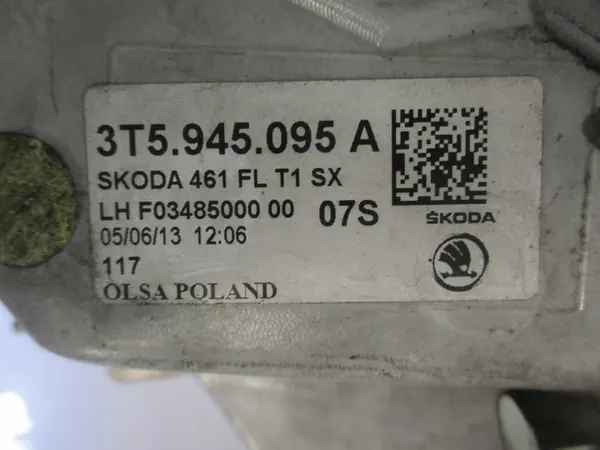 3T5.945.095 A
SKODA 461 FL T1 SX
LH F03485000 00 07S
ŠKODA
05/06/13 12:06
117
OLSA POLAND